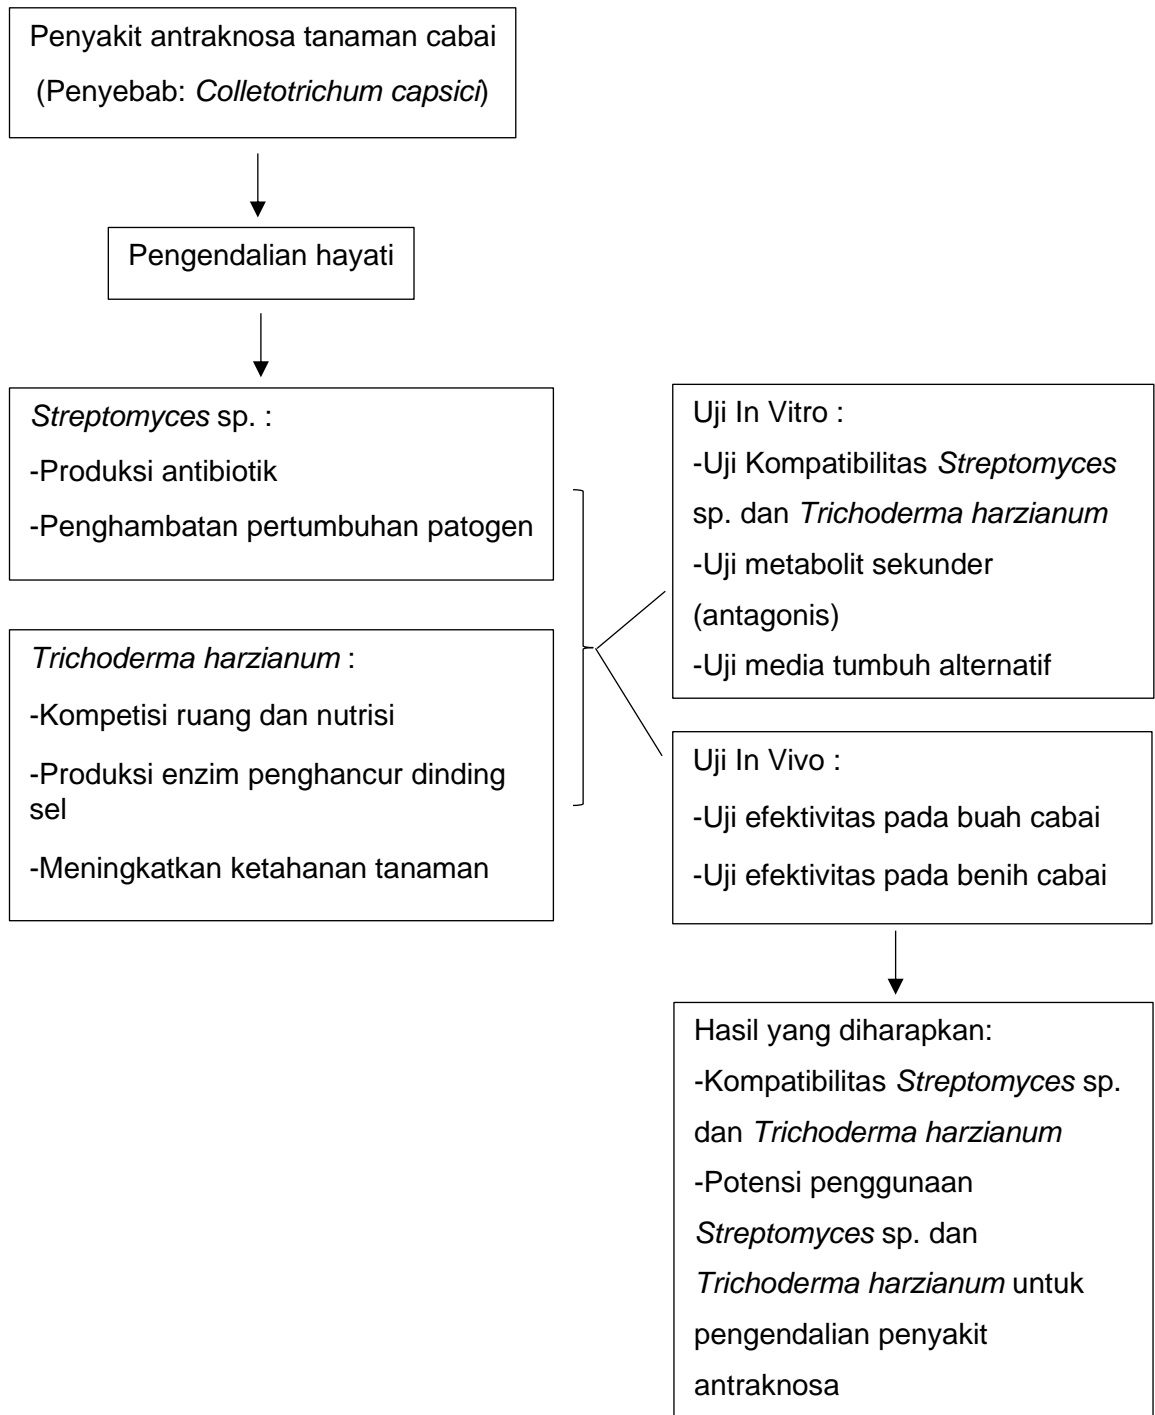 Penyakit antraknosa tanaman cabai
(Penyebab: Colletotrichum capsici)
Pengendalian hayati
Streptomyces sp. :
-Produksi antibiotik
-Penghambatan pertumbuhan patogen
Trichoderma harzianum :
-Kompetisi ruang dan nutrisi
-Produksi enzim penghancur dinding
sel
-Meningkatkan ketahanan tanaman
Uji In Vitro :
-Uji Kompatibilitas Streptomyces
sp. dan Trichoderma harzianum
-Uji metabolit sekunder
(antagonis)
-Uji media tumbuh alternatif
Uji In Vivo :
-Uji efektivitas pada buah cabai
-Uji efektivitas pada benih cabai
Hasil yang diharapkan:
-Kompatibilitas Streptomyces sp.
dan Trichoderma harzianum
-Potensi penggunaan
Streptomyces sp. dan
Trichoderma harzianum untuk
pengendalian penyakit
antraknosa